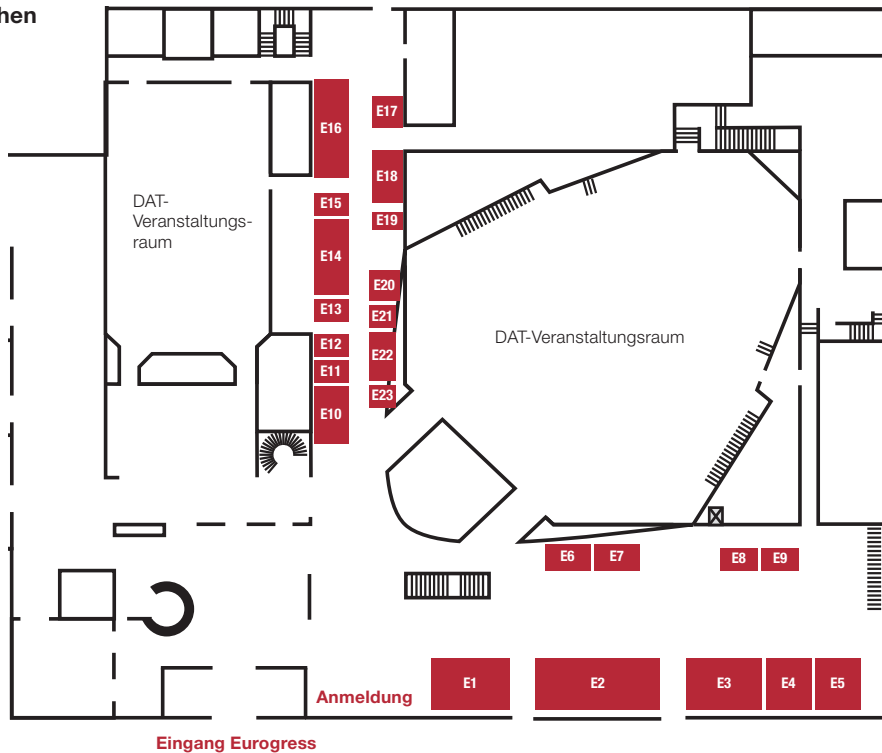 hen
E17
E16
E18
E15
DAT-
Veranstaltungs-
raum
E19
E14
E20
E13
E21
DAT-Veranstaltungsraum
E12
E22
E11
E23
E10
E6
E7
E8
E9
E1
E2
E3
E4
E5
Anmeldung
Eingang Eurogress